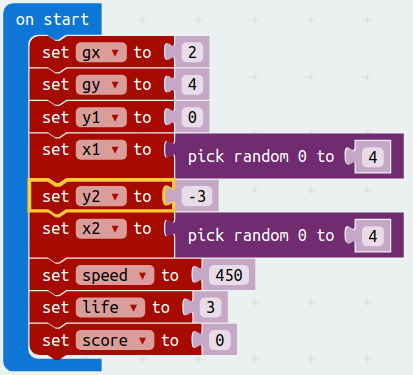 on start
set gx to 2
set gy to 4
set y1 to 0
set x1 to pick random 0 to 4
set y2 to -3
set x2 to pick random 0 to 4
set speed to 450
set life to 3
set score to 0